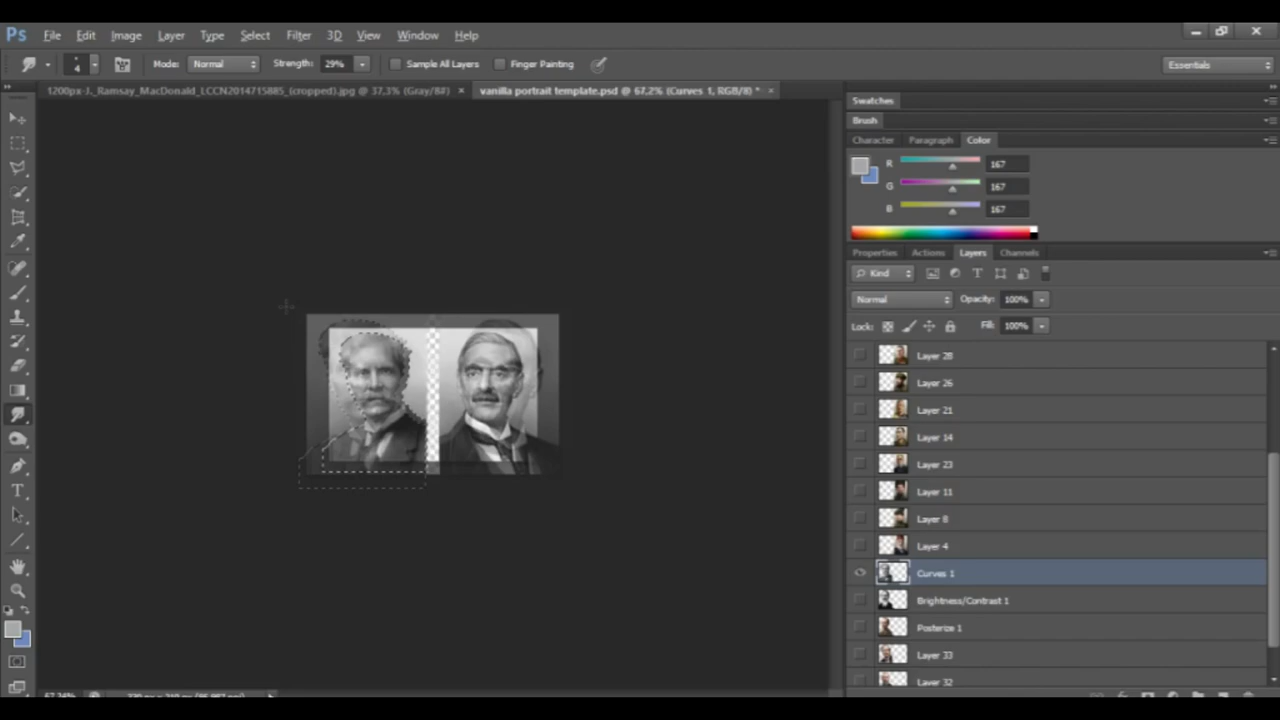 Ps File Edit Image Layer Type Select Filter 3D View Window Help
4 Mode: Normal Strength: 29% Sample All Layers Finger Painting Essentials
1200px-J._Ramsay_MacDonald_LCCN2014715885_(cropped).jpg @ 37,3% (Gray/8#) × vanilla portrait template.psd @ 67,2% (Curves 1, RGB/8) * ×
Swatches
Brush
Character Paragraph Color
R 167
G 167
B 167
Properties Actions Layers Channels
Kind
Normal Opacity: 100%
Lock: Fill: 100%
Layer 28
Layer 26
Layer 21
Layer 14
Layer 23
Layer 11
Layer 8
Layer 4
Curves 1
Brightness/Contrast 1
Posterize 1
Layer 33
Layer 32